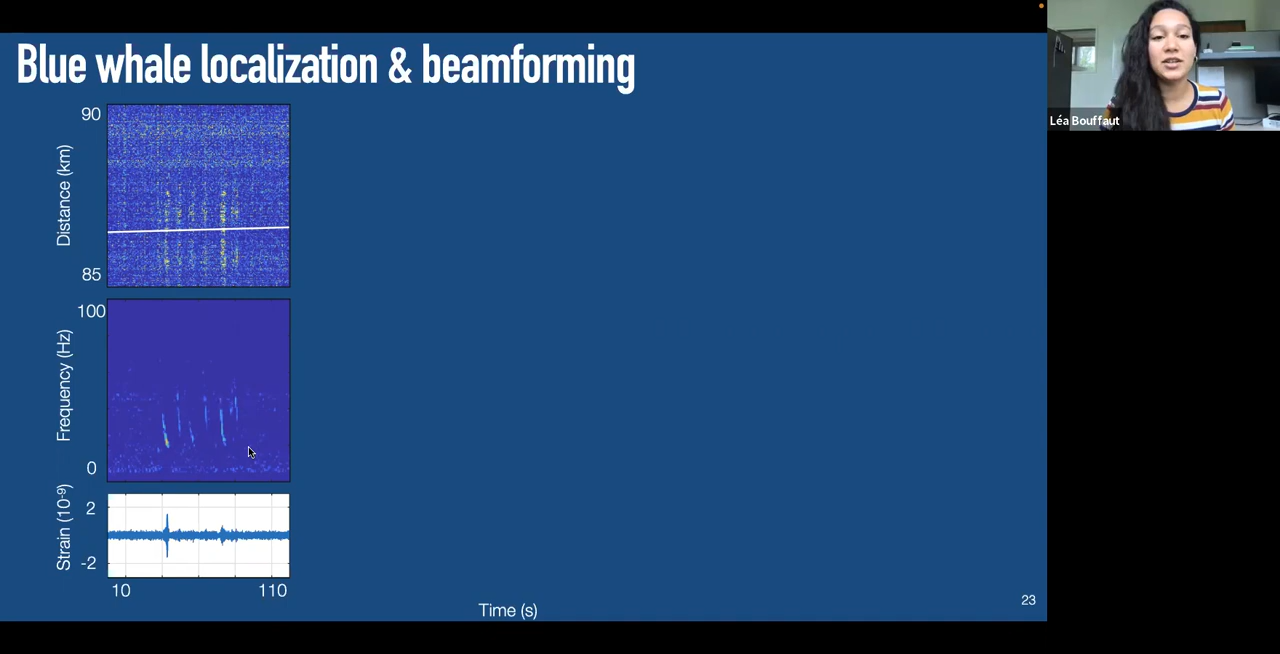 Blue whale localization & beamforming
Léa Bouffaut
90
Distance (km)
85
100
Frequency (Hz)
0
Strain (10-9)
2
-2
10
110
Time (s)
23